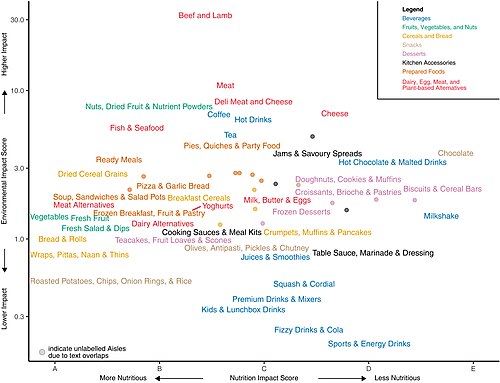 Legend
Beverages
Fruits, Vegetables, and Nuts
Cereals and Bread
Snacks
Desserts
Kitchen Accessories
Prepared Foods
Dairy, Egg, Meat, and
Plant-based Alternatives
Higher Impact
Environmental Impact Score
Lower Impact
30.0
10.0
3.0
1.0
0.3
Beef and Lamb
Meat
Deli Meat and Cheese
Nuts, Dried Fruit & Nutrient Powders
Coffee
Cheese
Hot Drinks
Fish & Seafood
Tea
Pies, Quiches & Party Food
Jams & Savoury Spreads
Chocolate
Ready Meals
Hot Chocolate & Malted Drinks
Dried Cereal Grains
Doughnuts, Cookies & Muffins
Pizza & Garlic Bread
Biscuits & Cereal Bars
Croissants, Brioche & Pastries
Soup, Sandwiches & Salad Pots
Breakfast Cereals
Milk, Butter & Eggs
Meat Alternatives
Yoghurts
Frozen Breakfast, Fruit & Pastry
Frozen Desserts
Vegetables
Fresh Fruit
Milkshake
Dairy Alternatives
Fresh Salad & Dips
Cooking Sauces & Meal Kits
Crumpets, Muffins & Pancakes
Bread & Rolls
Teacakes, Fruit Loaves & Scones
Olives, Antipasti, Pickles & Chutney
Table Sauce, Marinade & Dressing
Wraps, Pittas, Naan & Thins
Juices & Smoothies
Roasted Potatoes, Chips, Onion Rings, & Rice
Squash & Cordial
Premium Drinks & Mixers
Kids & Lunchbox Drinks
Fizzy Drinks & Cola
Sports & Energy Drinks
indicate unlabelled Aisles
due to text overlaps
A
B
C
D
E
More Nutritious
Nutrition Impact Score
Less Nutritious